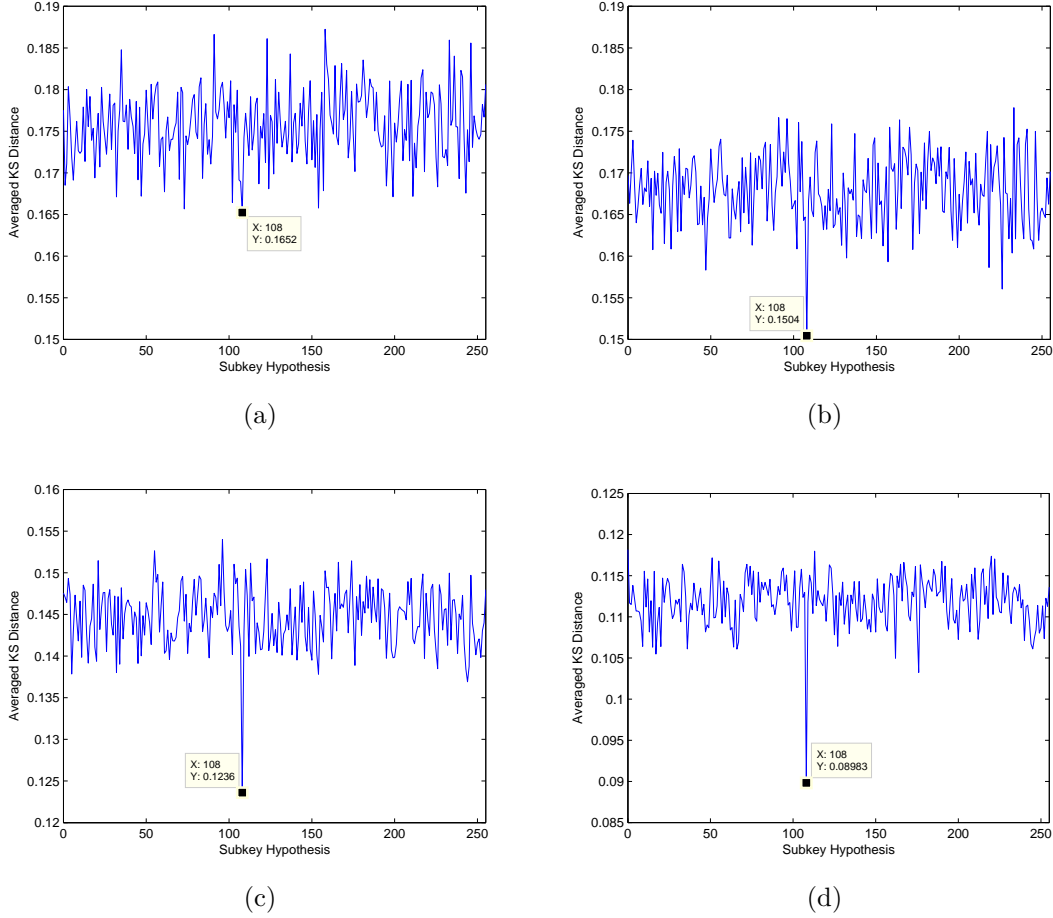 0.19
0.185
0.18
0.175
0.17
0.165
0.16
0.155
0.15
0 50 100 150 200 250
Averaged KS Distance
Subkey Hypothesis
X: 108
Y: 0.1652
(a)
0.19
0.185
0.18
0.175
0.17
0.165
0.16
0.155
0.15
0 50 100 150 200 250
Averaged KS Distance
Subkey Hypothesis
X: 108
Y: 0.1504
(b)
0.16
0.155
0.15
0.145
0.14
0.135
0.13
0.125
0.12
0 50 100 150 200 250
Averaged KS Distance
Subkey Hypothesis
X: 108
Y: 0.1236
(c)
0.125
0.12
0.115
0.11
0.105
0.1
0.095
0.09
0.085
0 50 100 150 200 250
Averaged KS Distance
Subkey Hypothesis
X: 108
Y: 0.08983
(d)